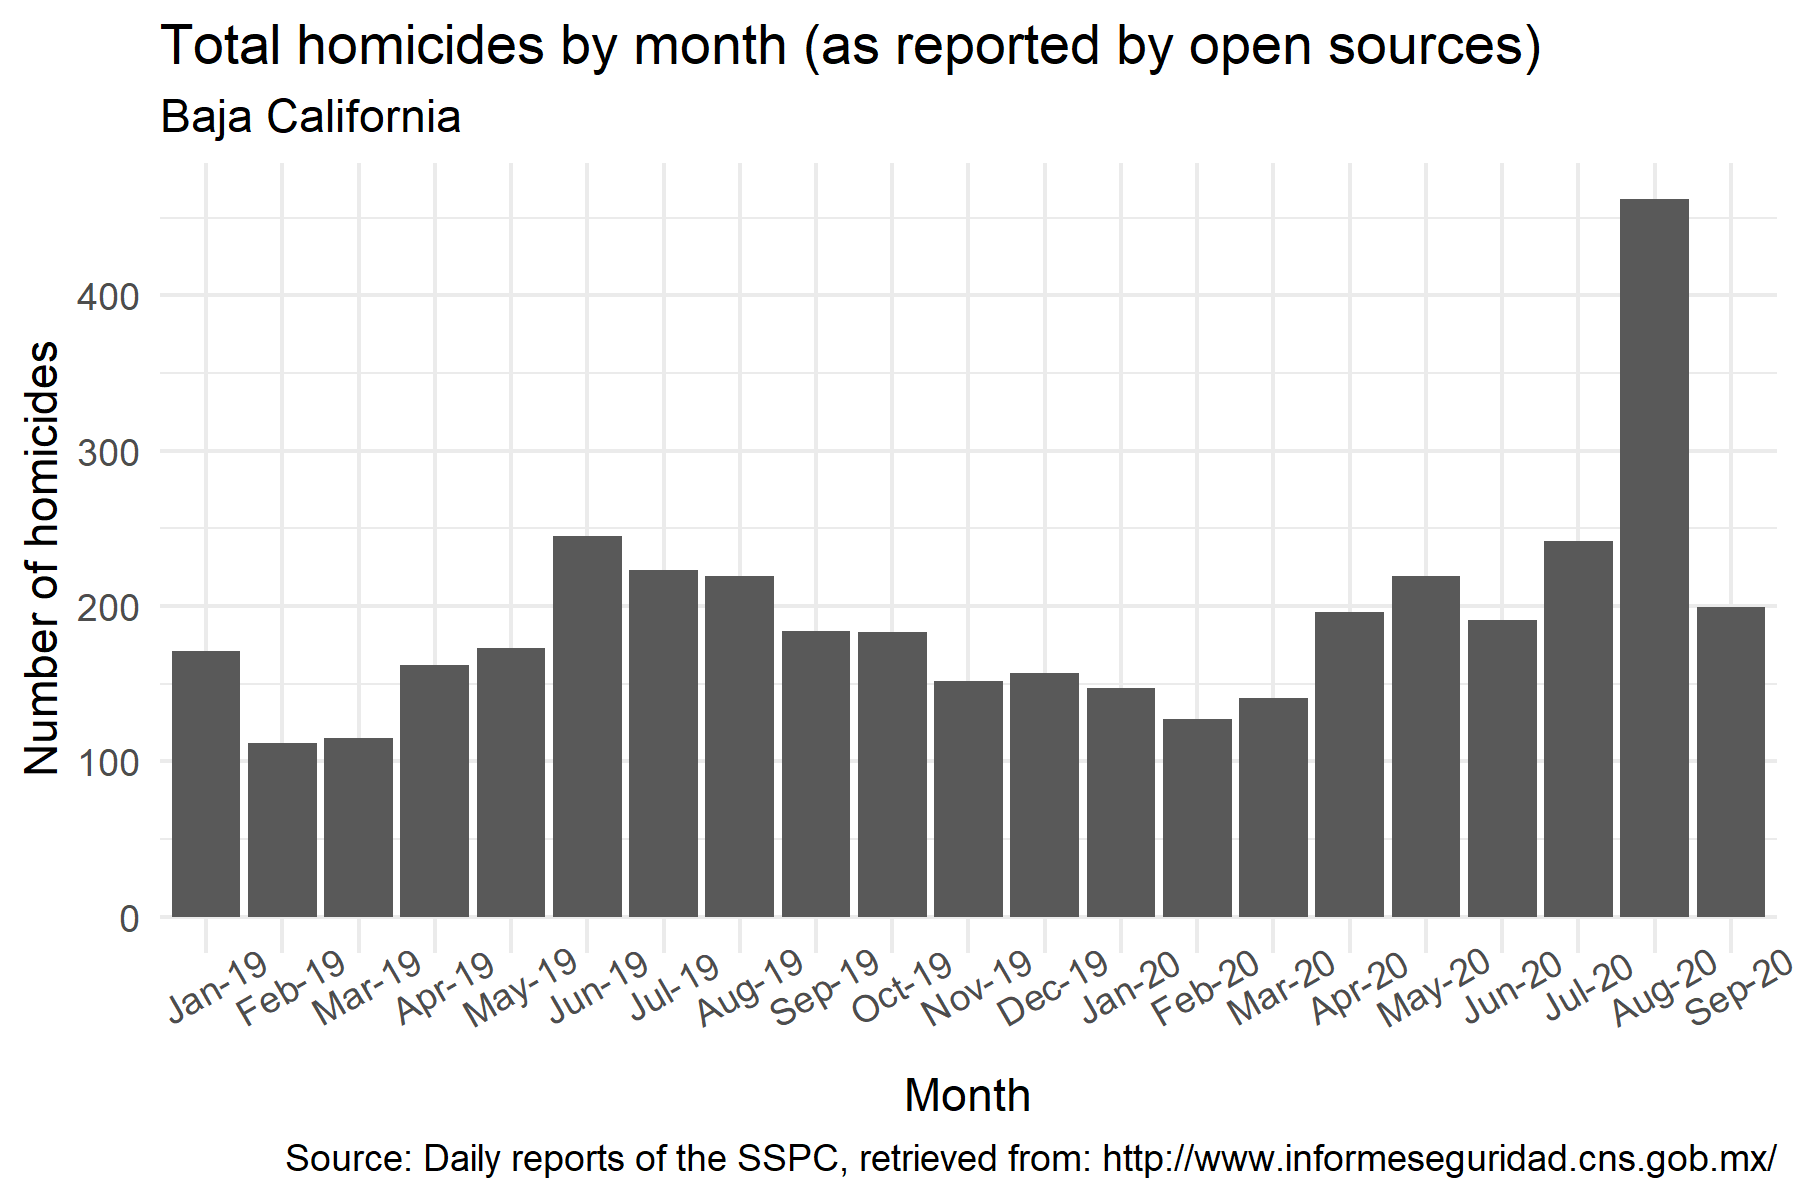 Total homicides by month (as reported by open sources)
Baja California
Number of homicides
400
300
200
100
0
Jan-19
Feb-19
Mar-19
Apr-19
May-19
Jun-19
Jul-19
Aug-19
Sep-19
Oct-19
Nov-19
Dec-19
Jan-20
Feb-20
Mar-20
Apr-20
May-20
Jun-20
Jul-20
Aug-20
Sep-20
Month
Source: Daily reports of the SSPC, retrieved from: http://www.informeseguridad.cns.gob.mx/